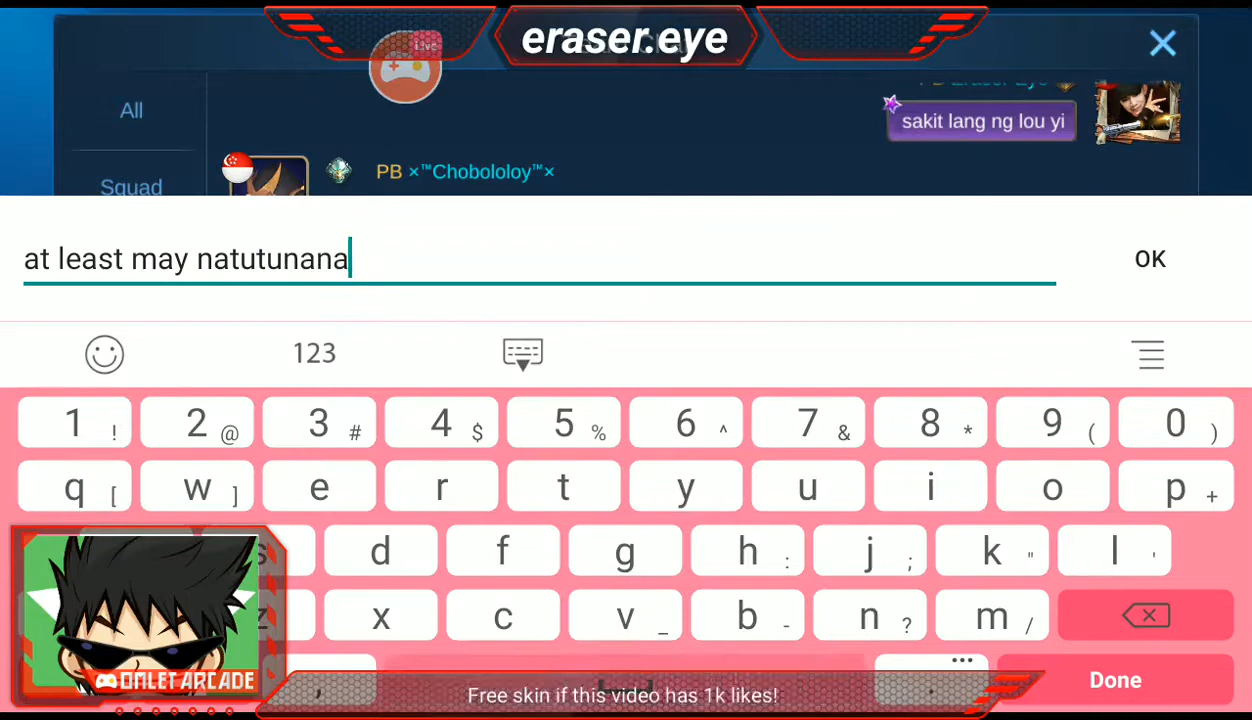 eraser.eye
Live
All
sakit lang ng lou yi
PB ×™Chobololoy™×
Squad
at least may natutunana
OK
123
1 ! 2 @ 3 # 4 $ 5 % 6 ^ 7 & 8 * 9 ( 0 )
q [ w ] e r t y u i o p +
s d f g h : j ; k " l '
z x c v _ b - n ? m /
, . ... Done
OMLET ARCADE
Free skin if this video has 1k likes!